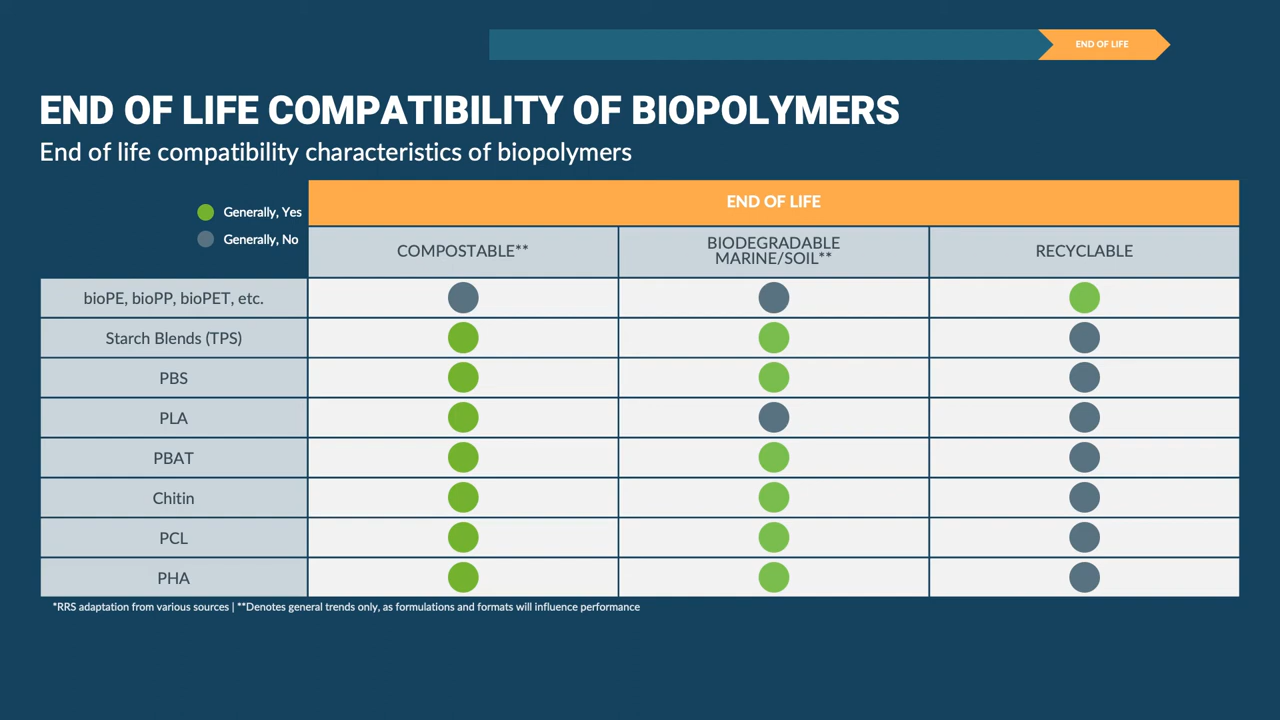 END OF LIFE
END OF LIFE COMPATIBILITY OF BIOPOLYMERS
End of life compatibility characteristics of biopolymers
Generally, Yes
Generally, No
END OF LIFE
COMPOSTABLE**
BIODEGRADABLE
MARINE/SOIL**
RECYCLABLE
bioPE, bioPP, bioPET, etc.
Starch Blends (TPS)
PBS
PLA
PBAT
Chitin
PCL
PHA
*RRS adaptation from various sources | **Denotes general trends only, as formulations and formats will influence performance